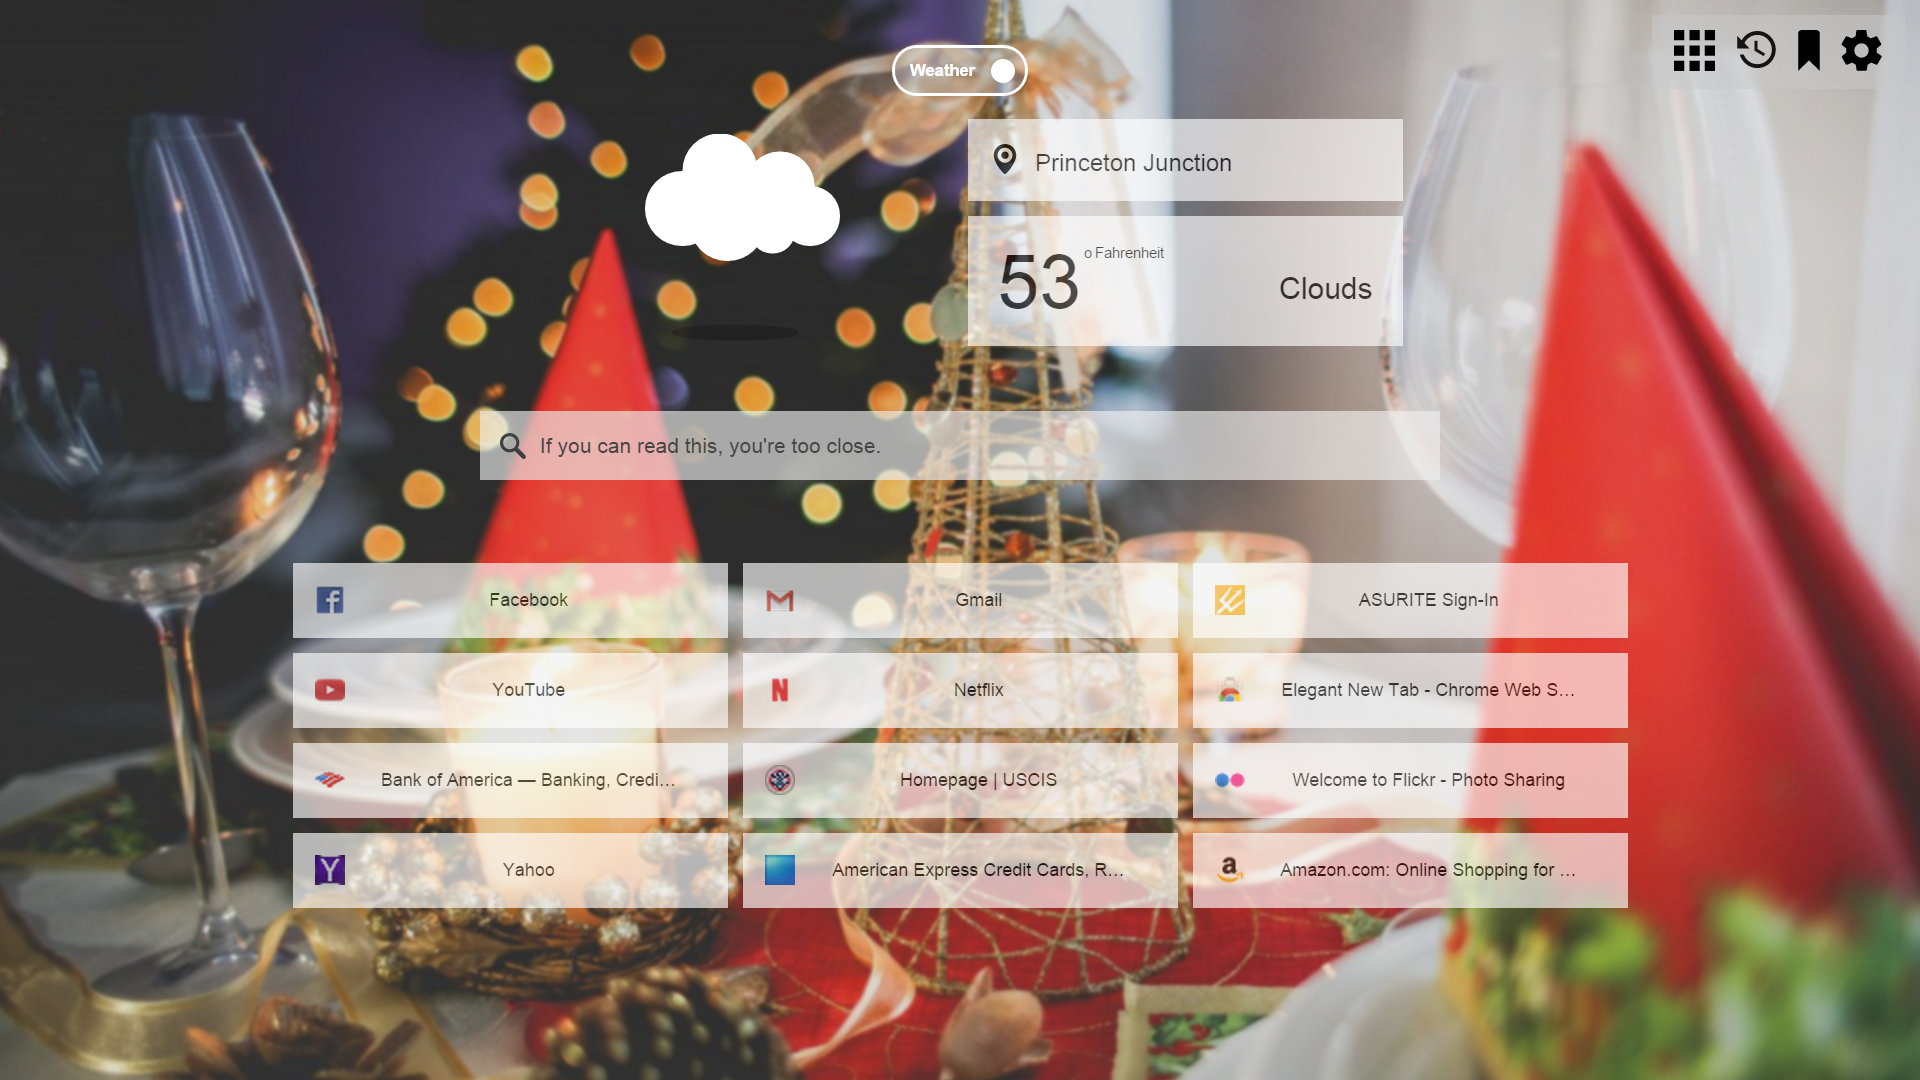 Weather
Princeton Junction
53 o Fahrenheit
Clouds
If you can read this, you're too close.
Facebook
Gmail
ASURITE Sign-In
YouTube
Netflix
Elegant New Tab - Chrome Web S...
Bank of America — Banking, Credi...
Homepage | USCIS
Welcome to Flickr - Photo Sharing
Yahoo
American Express Credit Cards, R...
Amazon.com: Online Shopping for ...